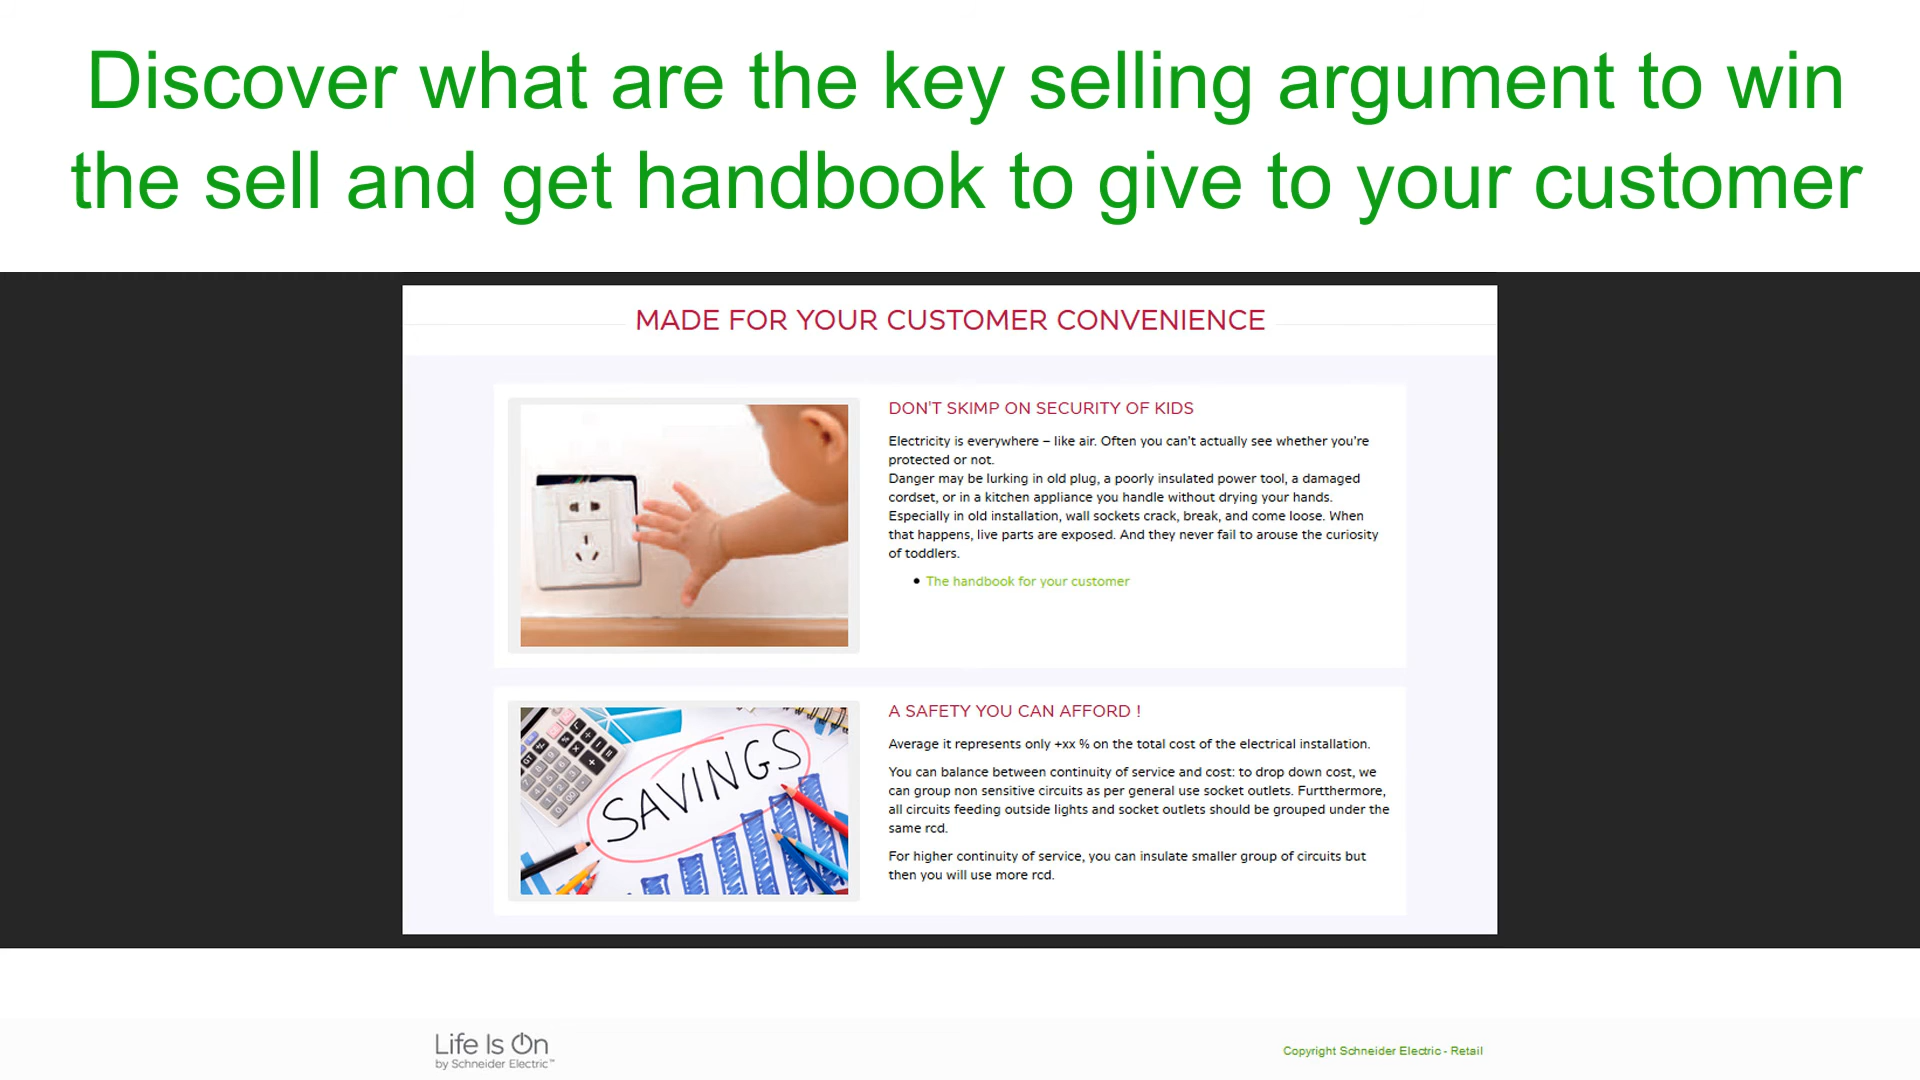 Discover what are the key selling argument to win
the sell and get handbook to give to your customer
MADE FOR YOUR CUSTOMER CONVENIENCE
DON'T SKIMP ON SECURITY OF KIDS
Electricity is everywhere – like air. Often you can't actually see whether you're
protected or not.
Danger may be lurking in old plug, a poorly insulated power tool, a damaged
cordset, or in a kitchen appliance you handle without drying your hands.
Especially in old installation, wall sockets crack, break, and come loose. When
that happens, live parts are exposed. And they never fail to arouse the curiosity
of toddlers.
• The handbook for your customer
SAVINGS
A SAFETY YOU CAN AFFORD !
Average it represents only +xx % on the total cost of the electrical installation.
You can balance between continuity of service and cost: to drop down cost, we
can group non sensitive circuits as per general use socket outlets. Furtthermore,
all circuits feeding outside lights and socket outlets should be grouped under the
same rcd.
For higher continuity of service, you can insulate smaller group of circuits but
then you will use more rcd.
Life Is On
by Schneider Electric™
Copyright Schneider Electric - Retail